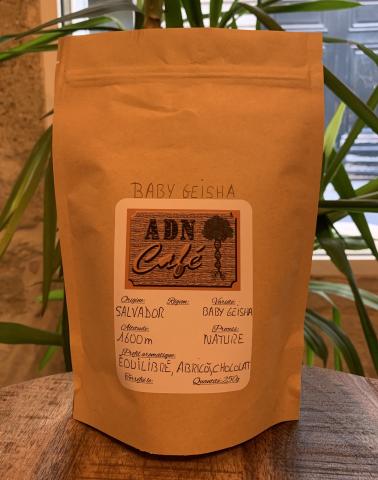 BABY GEISHA
ADN
Café
Origine: Région: Variété:
SALVADOR BABY GEISHA
Altitude: Process:
1600m NATURE
Profil aromatique:
EQUILIBRÉ, ABRICOT, CHOCOLAT
Quantité: 250g